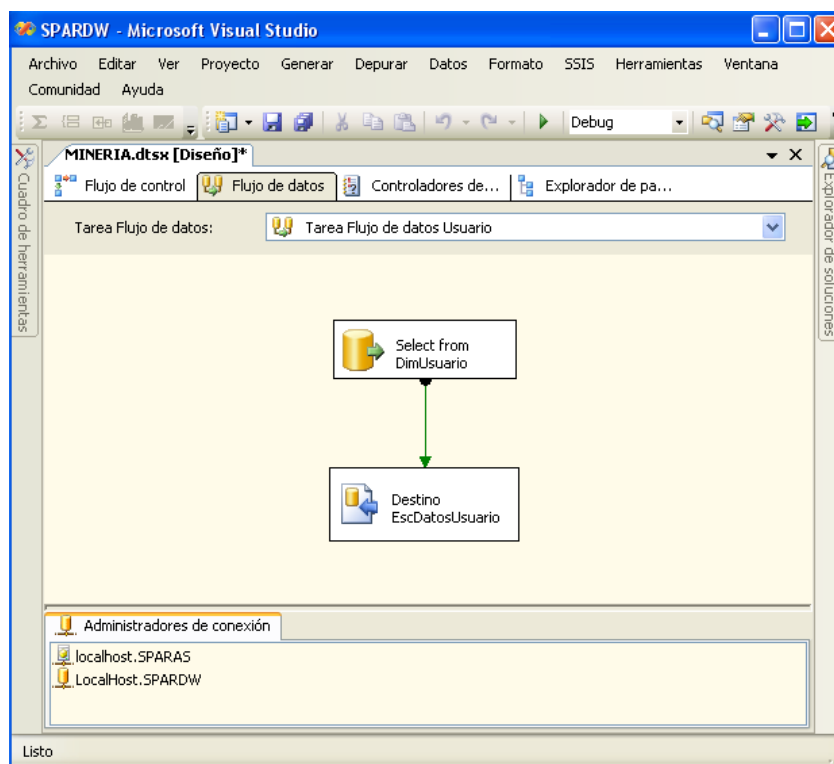 SPARDW - Microsoft Visual Studio
Archivo Editar Ver Proyecto Generar Depurar Datos Formato SSIS Herramientas Ventana
Comunidad Ayuda
Debug
MINERIA.dtsx [Diseño]*
Flujo de control Flujo de datos Controladores de... Explorador de pa...
Tarea Flujo de datos: Tarea Flujo de datos Usuario
Cuadro de herramientas
Explorador de soluciones
Select from
DimUsuario
Destino
EscDatosUsuario
Administradores de conexión
localhost.SPARAS
LocalHost.SPARDW
Listo